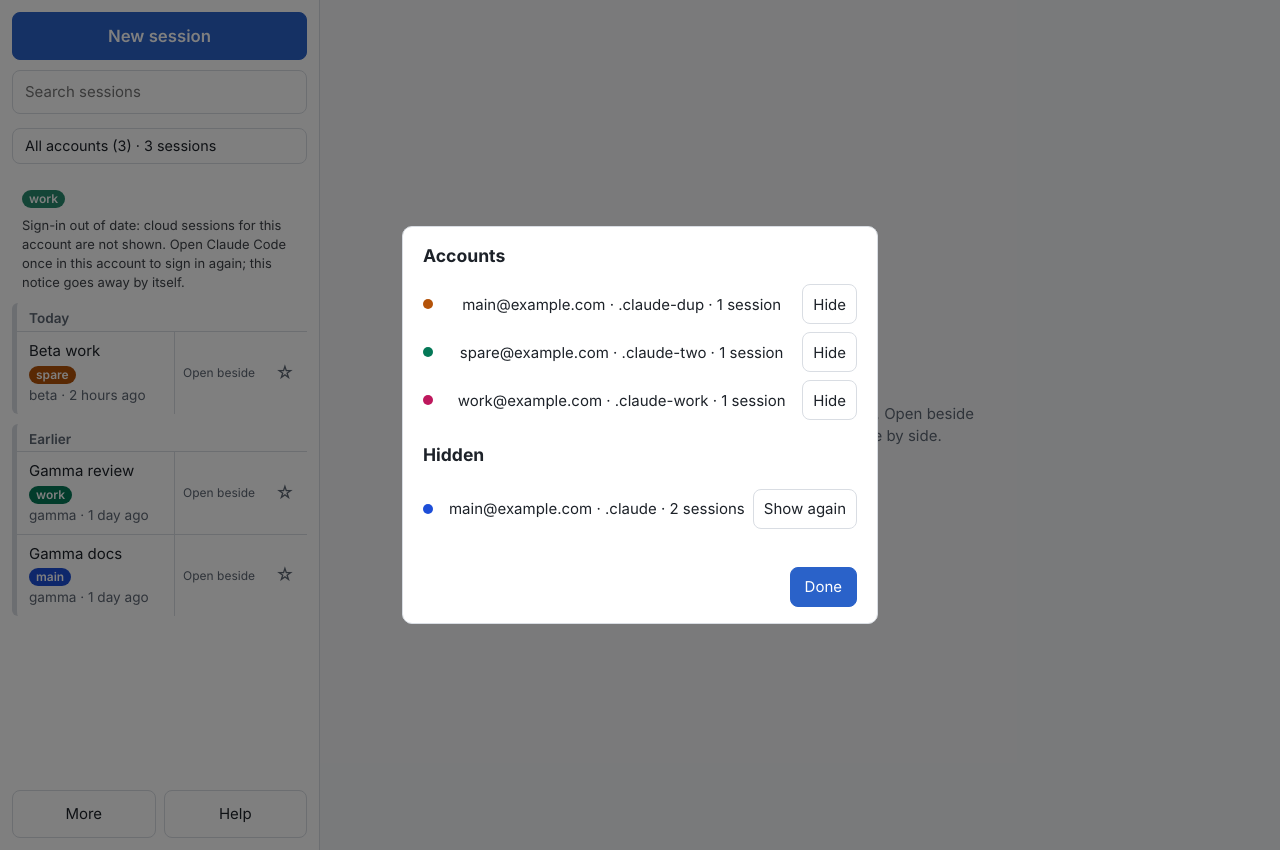 New session
Search sessions
All accounts (3) · 3 sessions
work
Sign-in out of date: cloud sessions for this
account are not shown. Open Claude Code
once in this account to sign in again; this
notice goes away by itself.
Today
Beta work
spare
beta · 2 hours ago
Open beside
Earlier
Gamma review
work
gamma · 1 day ago
Open beside
Gamma docs
main
gamma · 1 day ago
Open beside
More
Help
Accounts
main@example.com · .claude-dup · 1 session
Hide
spare@example.com · .claude-two · 1 session
Hide
work@example.com · .claude-work · 1 session
Hide
Hidden
main@example.com · .claude · 2 sessions
Show again
Done
. Open beside
by side.